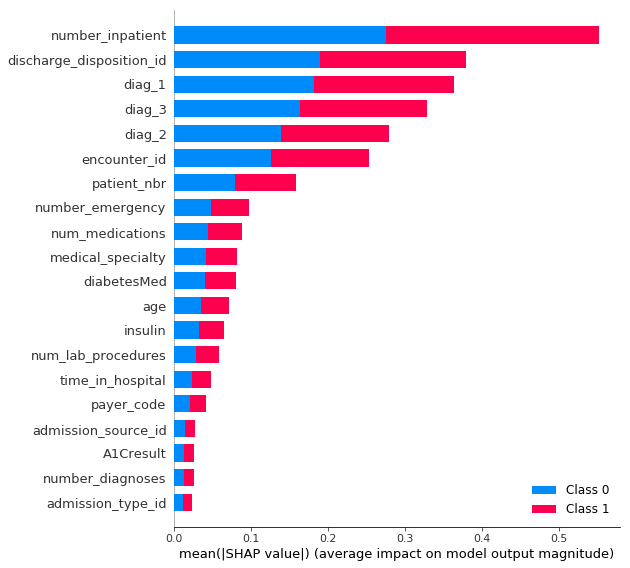 number_inpatient
discharge_disposition_id
diag_1
diag_3
diag_2
encounter_id
patient_nbr
number_emergency
num_medications
medical_specialty
diabetesMed
age
insulin
num_lab_procedures
time_in_hospital
payer_code
admission_source_id
A1Cresult
number_diagnoses
admission_type_id
Class 0
Class 1
0.0 0.1 0.2 0.3 0.4 0.5
mean(|SHAP value|) (average impact on model output magnitude)